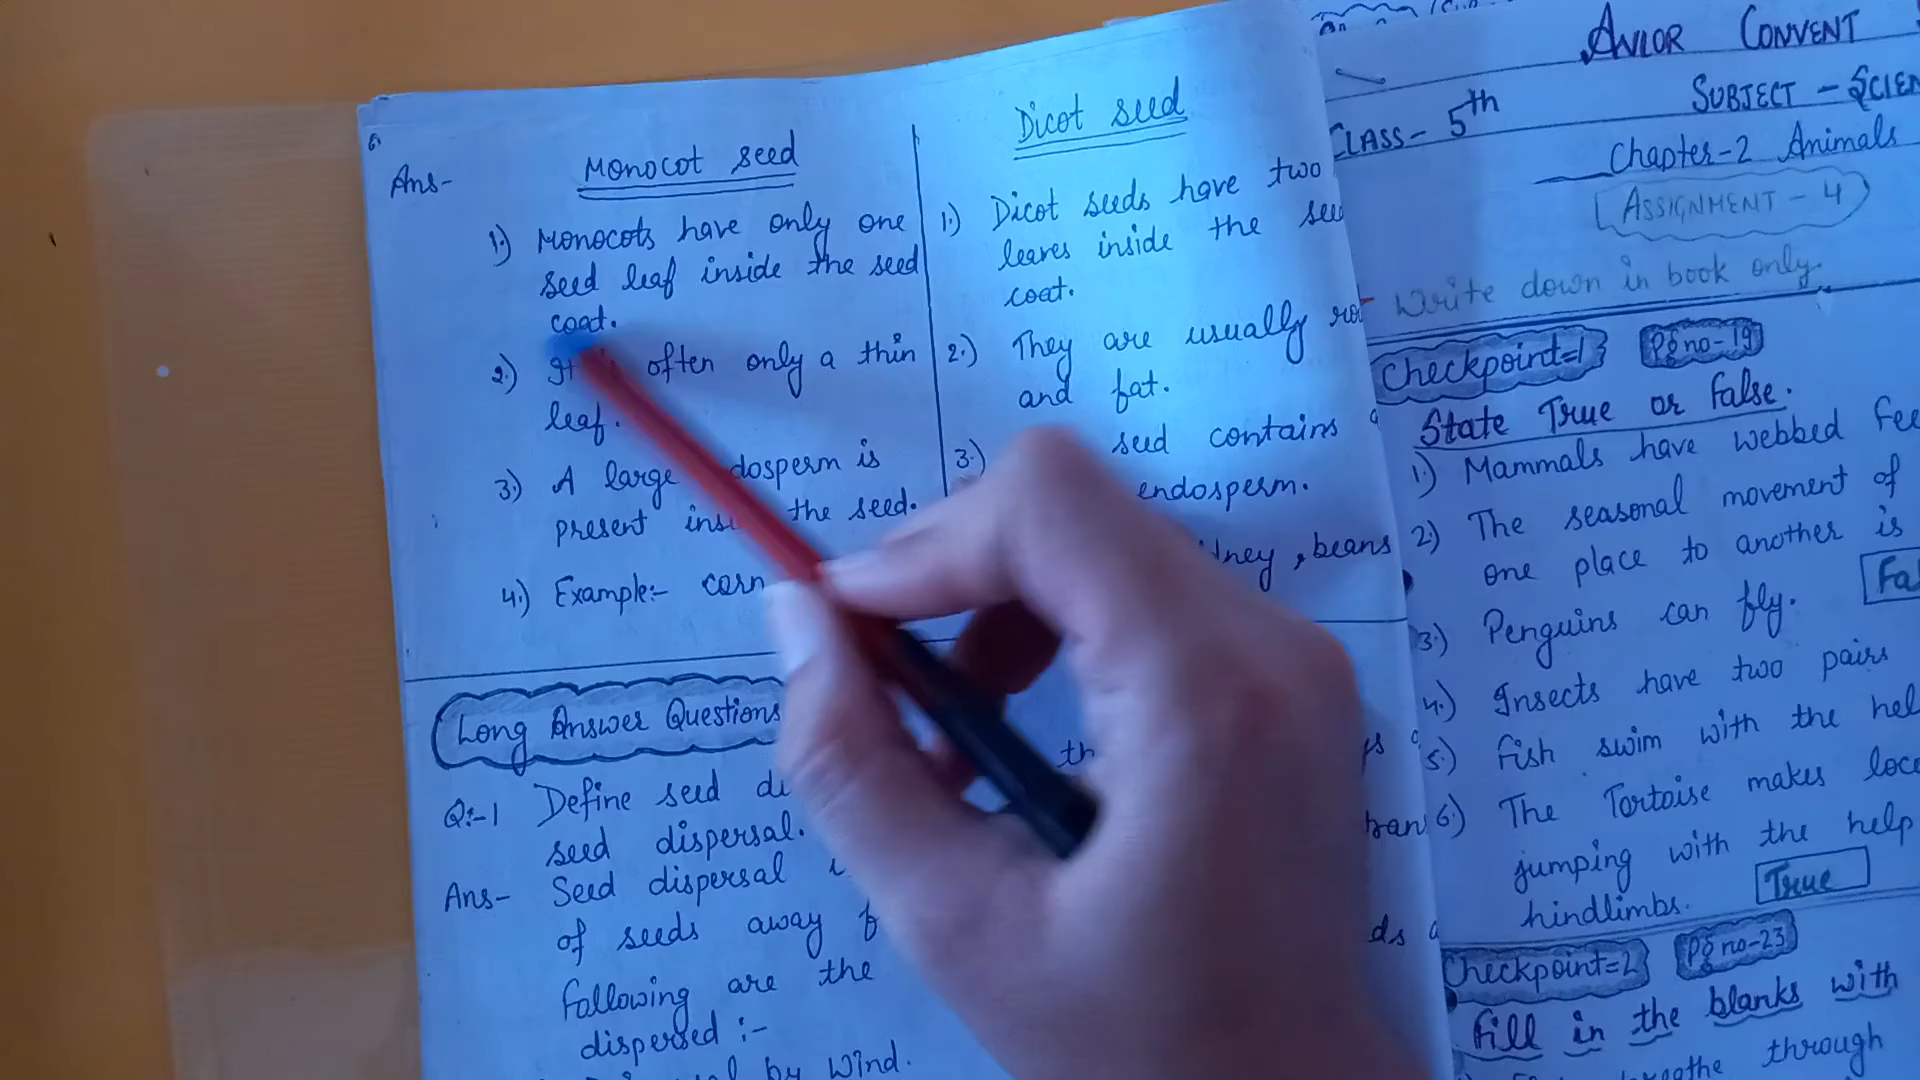 Ans-
Monocot seed
1.) Monocots have only one
seed leaf inside the seed
coat.
2.) It often only a thin
leaf.
3.) A large
present the seed.
4.) Example:- corn
Dicot seed
1.) Dicot seeds have two
leaves inside the
coat.
2.) They are usually
and fat.
3.) seed contains
endosperm.
, beans
Long Answer Questions
Q:-1 Define seed
seed dispersal.
Ans- Seed dispersal
of seeds away
following are the
dispersed :-
by wind.
ANLOR CONVENT
CLASS- 5th SUBJECT -
Chapter-2 Animals
ASSIGNMENT - 4
Write down in book only.
Checkpoint=1 Pg no-19
State True or False.
1.) Mammals have webbed
2.) The seasonal movement of
one place to another is
3.) Penguins can fly.
4.) Insects have two pairs
5.) Fish swim with the
6.) The Tortoise makes
jumping with the help
hindlimbs. True
Checkpoint=2 Pg no-23
Fill in the blanks with
through